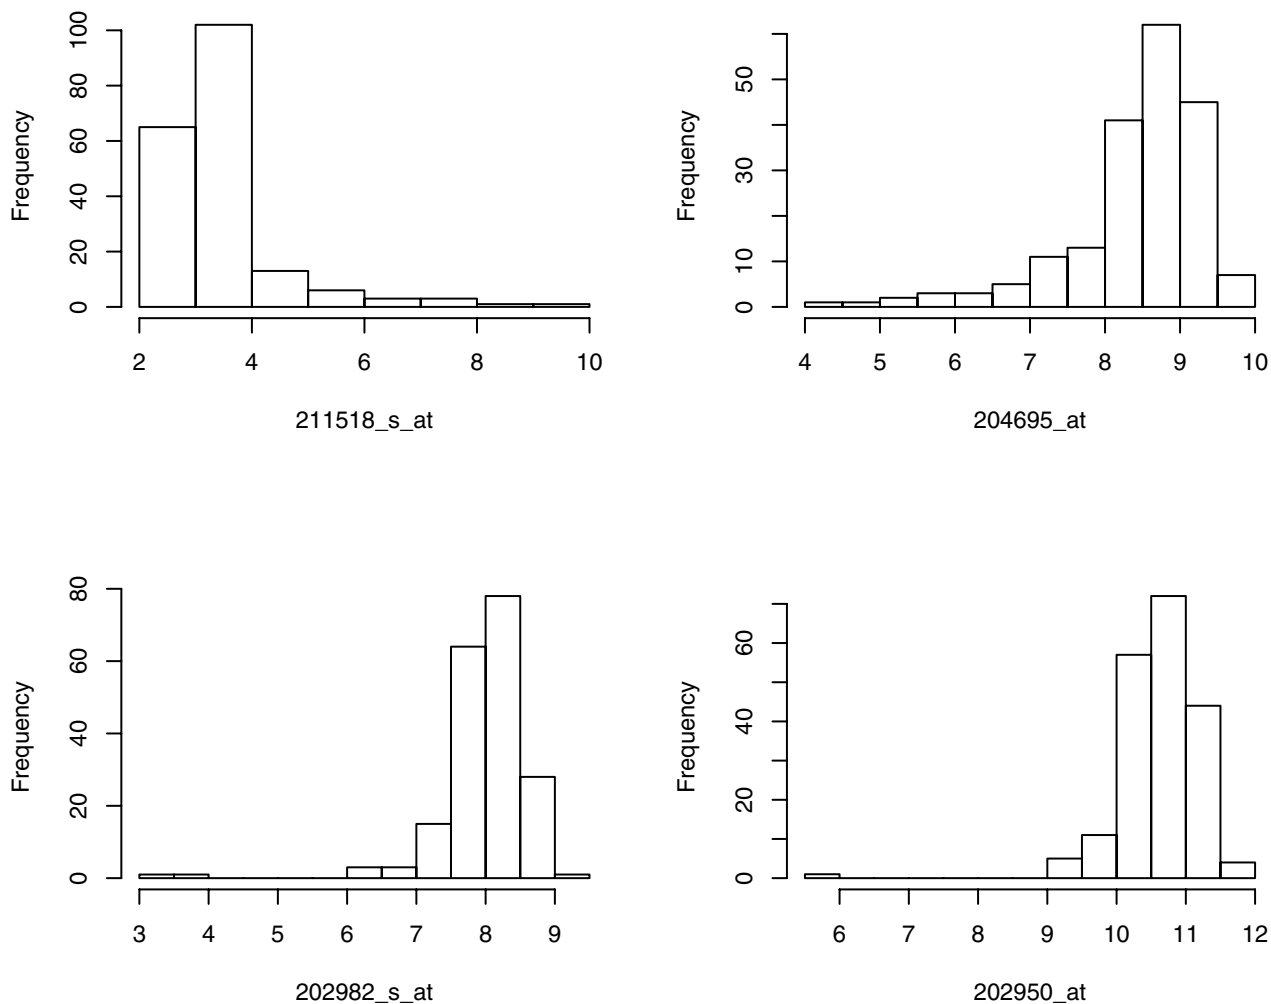 Frequency
0 20 40 60 80 100
2 4 6 8 10
211518_s_at
Frequency
0 10 30 50
4 5 6 7 8 9 10
204695_at
Frequency
0 20 40 60 80
3 4 5 6 7 8 9
202982_s_at
Frequency
0 20 40 60
6 7 8 9 10 11 12
202950_at